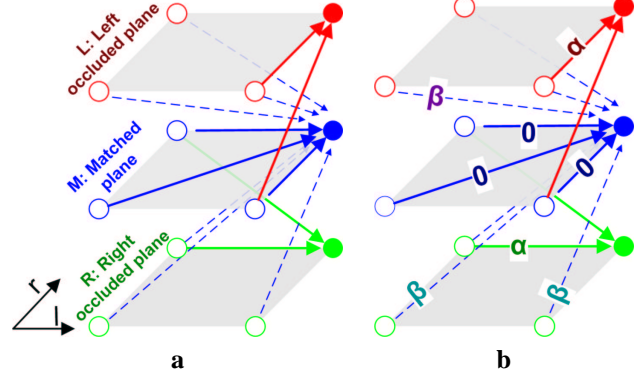 L: Left
occluded plane
M: Matched
plane
R: Right
occluded plane
r
l
a
α
β
0
0
0
α
β
β
b